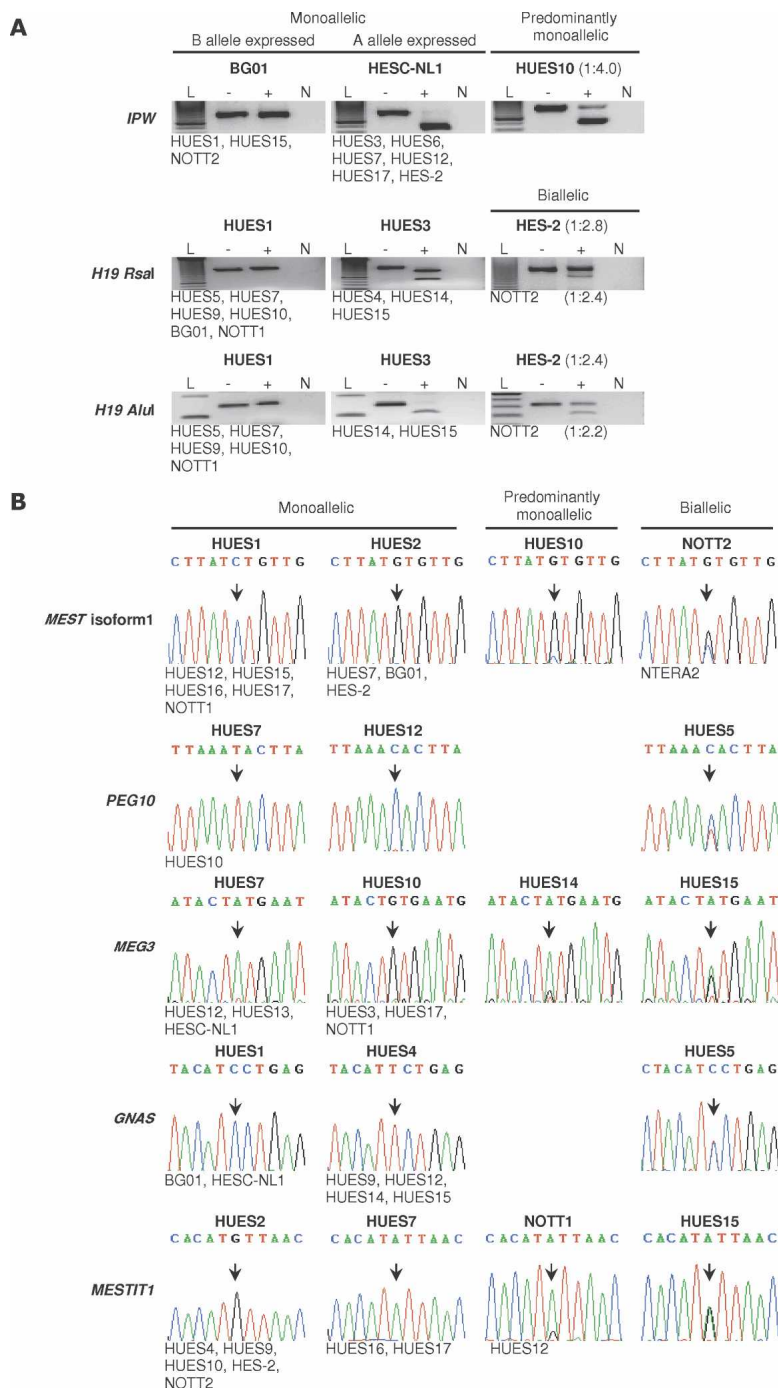 A
Monoallelic
Predominantly
monoallelic
B allele expressed
A allele expressed
BG01
HESC-NL1
HUES10 (1:4.0)
L - + N
L - + N
L - + N
IPW
HUES1, HUES15,
NOTT2
HUES3, HUES6,
HUES7, HUES12,
HUES17, HES-2
Biallelic
HUES1
HUES3
HES-2 (1:2.8)
L - + N
L - + N
L - + N
H19 RsaI
HUES5, HUES7,
HUES9, HUES10,
BG01, NOTT1
HUES4, HUES14,
HUES15
NOTT2 (1:2.4)
HUES1
HUES3
HES-2 (1:2.4)
L - + N
L - + N
L - + N
H19 AluI
HUES5, HUES7,
HUES9, HUES10,
NOTT1
HUES14, HUES15
NOTT2 (1:2.2)
B
Monoallelic
Predominantly
monoallelic
Biallelic
HUES1
HUES2
HUES10
NOTT2
CTTATCTGTTG
CTTATGTGTTG
CTTATGTGTTG
CTTATGTGTTG
MEST isoform1
HUES12, HUES15,
HUES16, HUES17,
NOTT1
HUES7, BG01,
HES-2
NTERA2
HUES7
HUES12
HUES5
TTAAATACTTA
TTAAACACTTA
TTAAACACTTA
PEG10
HUES10
HUES7
HUES10
HUES14
HUES15
ATACTATGAAT
ATACTGTGAATG
ATACTATGAATG
ATACTATGAAT
MEG3
HUES12, HUES13,
HESC-NL1
HUES3, HUES17,
NOTT1
HUES1
HUES4
HUES5
TACATCCTGAG
TACATTCTGAG
CTACATCCTGAG
GNAS
BG01, HESC-NL1
HUES9, HUES12,
HUES14, HUES15
HUES2
HUES7
NOTT1
HUES15
CACATGTTAAC
CACATATTAAC
CACATATTAAC
CACATATTAAC
MESTIT1
HUES4, HUES9,
HUES10, HES-2,
NOTT2
HUES16, HUES17
HUES12